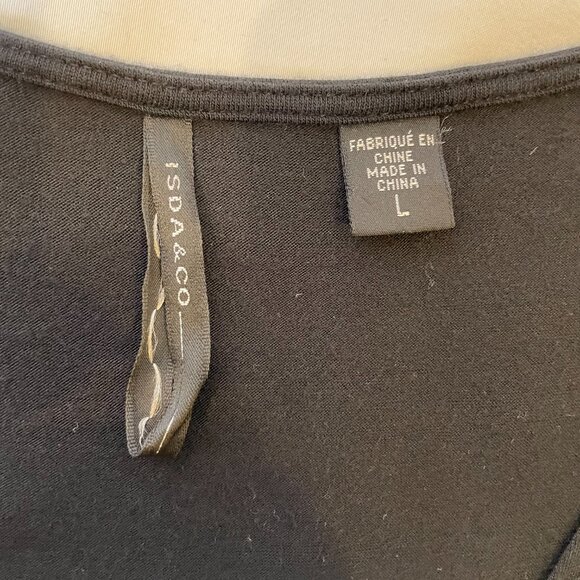 ISDA & CO
FABRIQUÉ EN
CHINE
MADE IN
CHINA
L